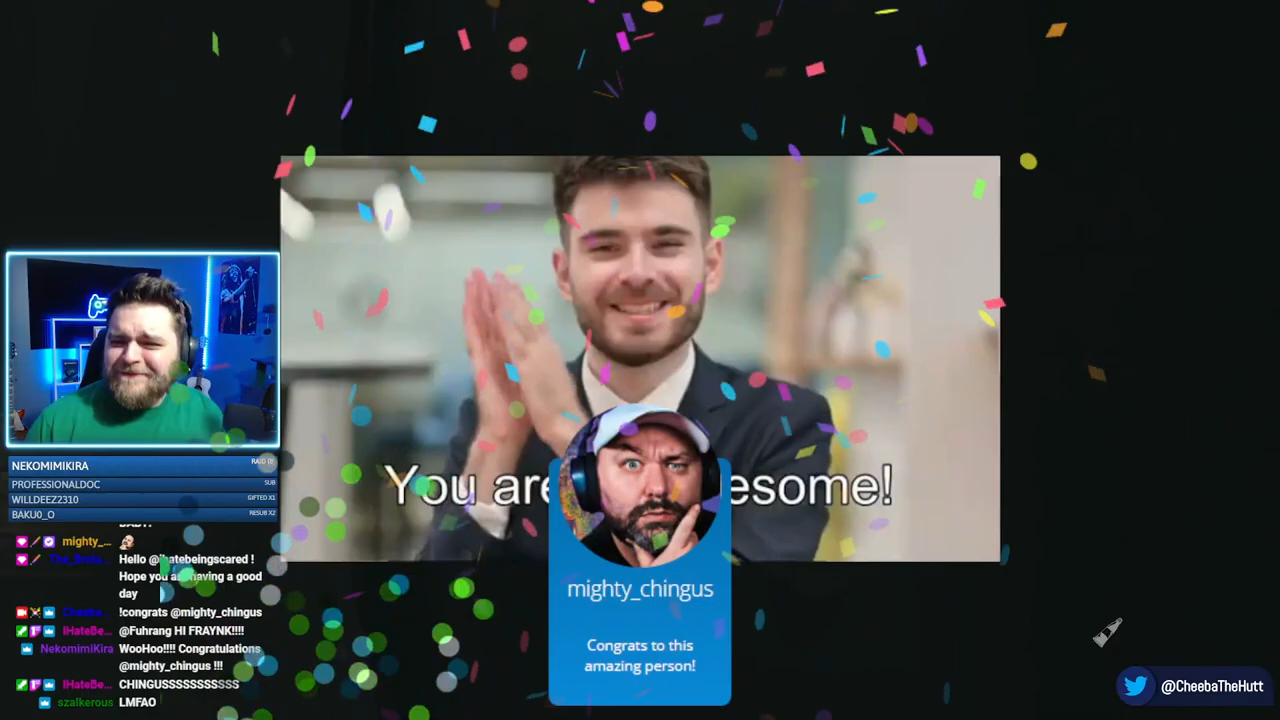 You are
esome!
NEKOMIMIKIRA
PROFESSIONALDOC
SUB
WILLDEEZ2310
GIFTED X1
BAKU0_O
RESUB X2
mighty_...
Hello @ihatebeingscared !
Hope you are having a good
day
!congrats @mighty_chingus
IHateBe... @Fuhrang HI FRAYNK!!!!
NekomimiKira WooHoo!!!! Congratulations
@mighty_chingus !!!
IHateBe... CHINGUSSSSSSSSSSS
szalkerous LMFAO
mighty_chingus
Congrats to this
amazing person!
@CheebaTheHutt